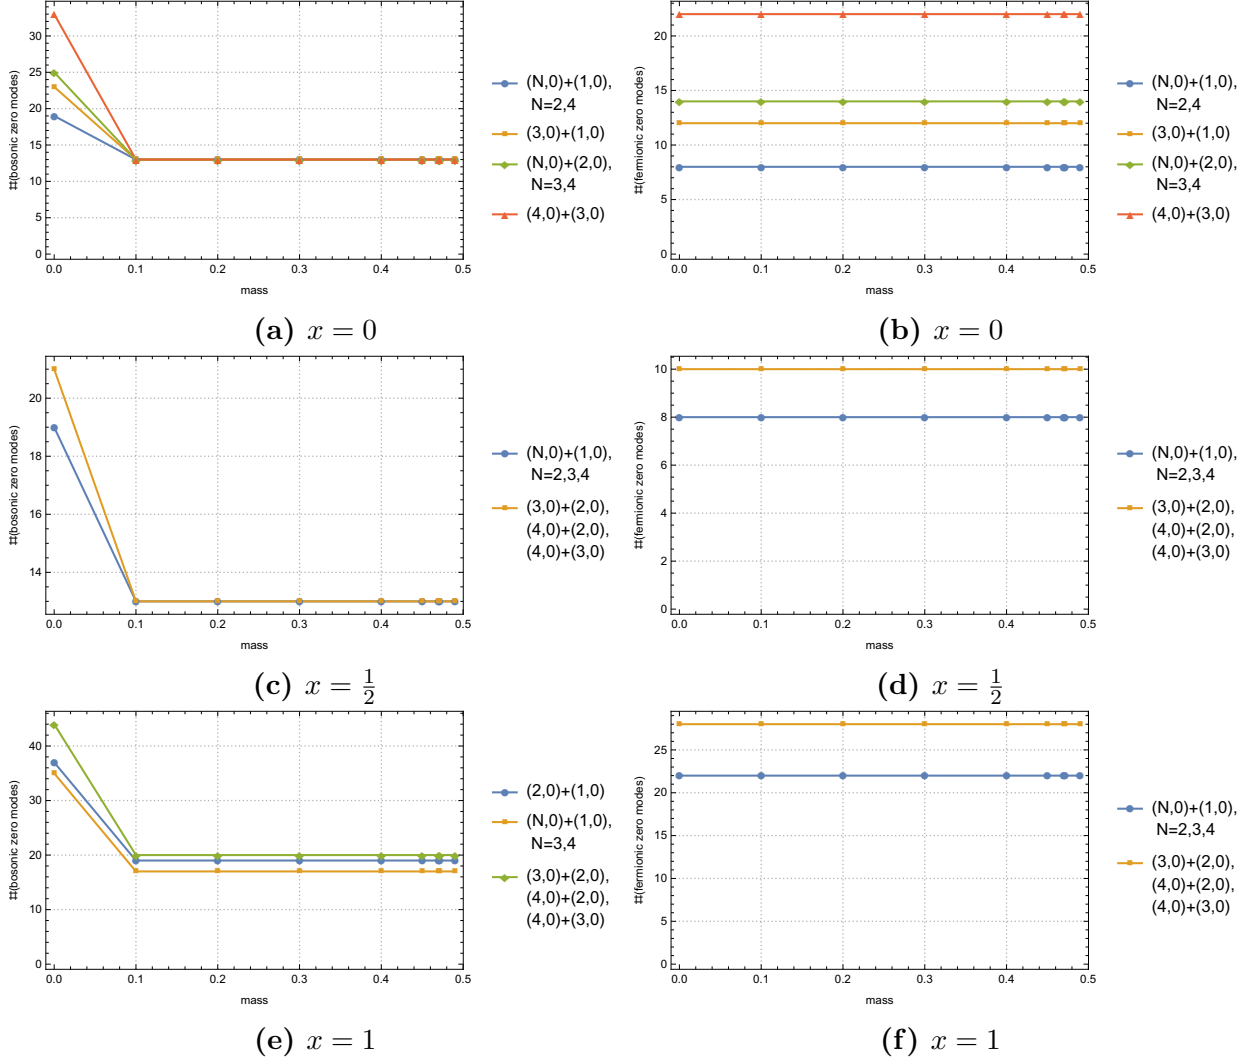 30
25
20
15
10
5
0
#(bosonic zero modes)
0.0 0.1 0.2 0.3 0.4 0.5
mass
(N,0)+(1,0),
N=2,4
(3,0)+(1,0)
(N,0)+(2,0),
N=3,4
(4,0)+(3,0)
(a) x = 0
20
15
10
5
0
#(fermionic zero modes)
0.0 0.1 0.2 0.3 0.4 0.5
mass
(N,0)+(1,0),
N=2,4
(3,0)+(1,0)
(N,0)+(2,0),
N=3,4
(4,0)+(3,0)
(b) x = 0
20
18
16
14
#(bosonic zero modes)
0.0 0.1 0.2 0.3 0.4 0.5
mass
(N,0)+(1,0),
N=2,3,4
(3,0)+(2,0),
(4,0)+(2,0),
(4,0)+(3,0)
(c) x = 1/2
10
8
6
4
2
0
#(fermionic zero modes)
0.0 0.1 0.2 0.3 0.4 0.5
mass
(N,0)+(1,0),
N=2,3,4
(3,0)+(2,0),
(4,0)+(2,0),
(4,0)+(3,0)
(d) x = 1/2
40
30
20
10
0
#(bosonic zero modes)
0.0 0.1 0.2 0.3 0.4 0.5
mass
(2,0)+(1,0)
(N,0)+(1,0),
N=3,4
(3,0)+(2,0),
(4,0)+(2,0),
(4,0)+(3,0)
(e) x = 1
25
20
15
10
5
0
#(fermionic zero modes)
0.0 0.1 0.2 0.3 0.4 0.5
mass
(N,0)+(1,0),
N=2,3,4
(3,0)+(2,0),
(4,0)+(2,0),
(4,0)+(3,0)
(f) x = 1